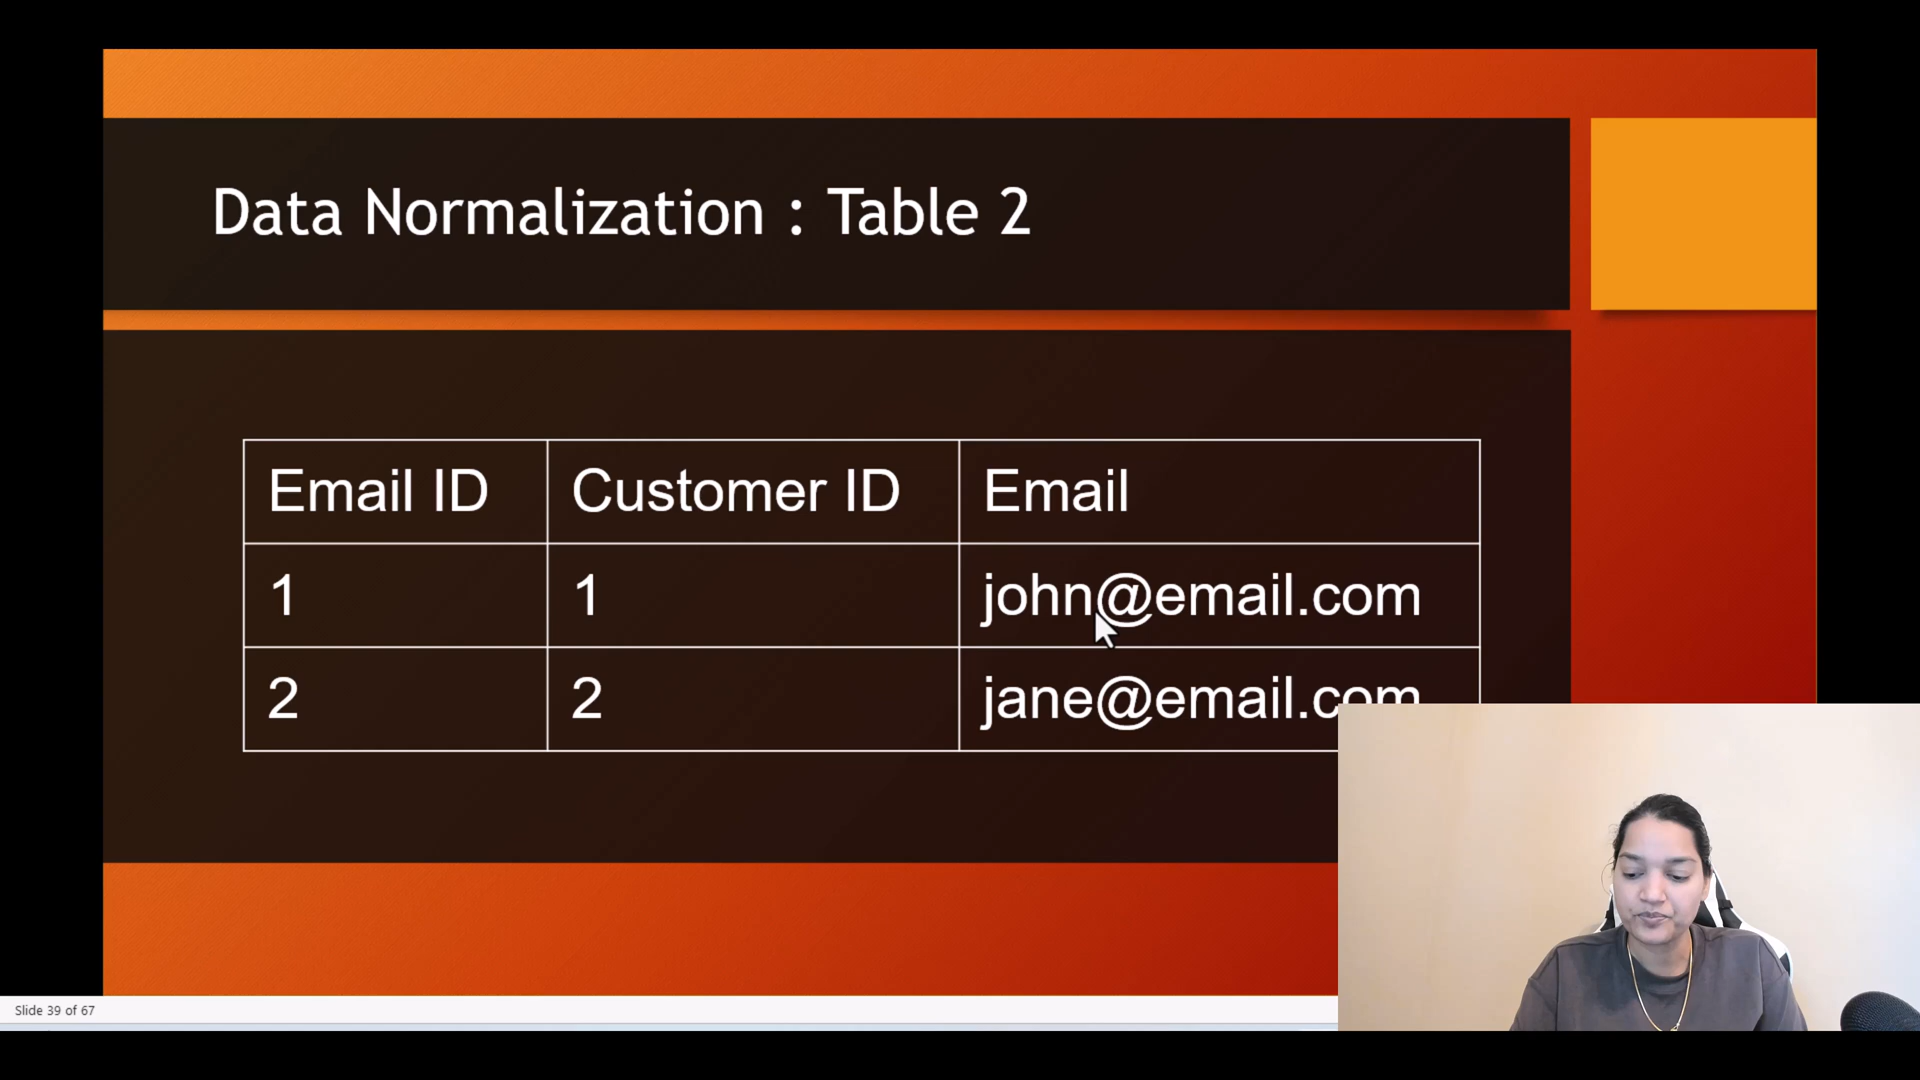 Data Normalization : Table 2
Email ID Customer ID Email
1 1 john@email.com
2 2 jane@email.com
Slide 39 of 67